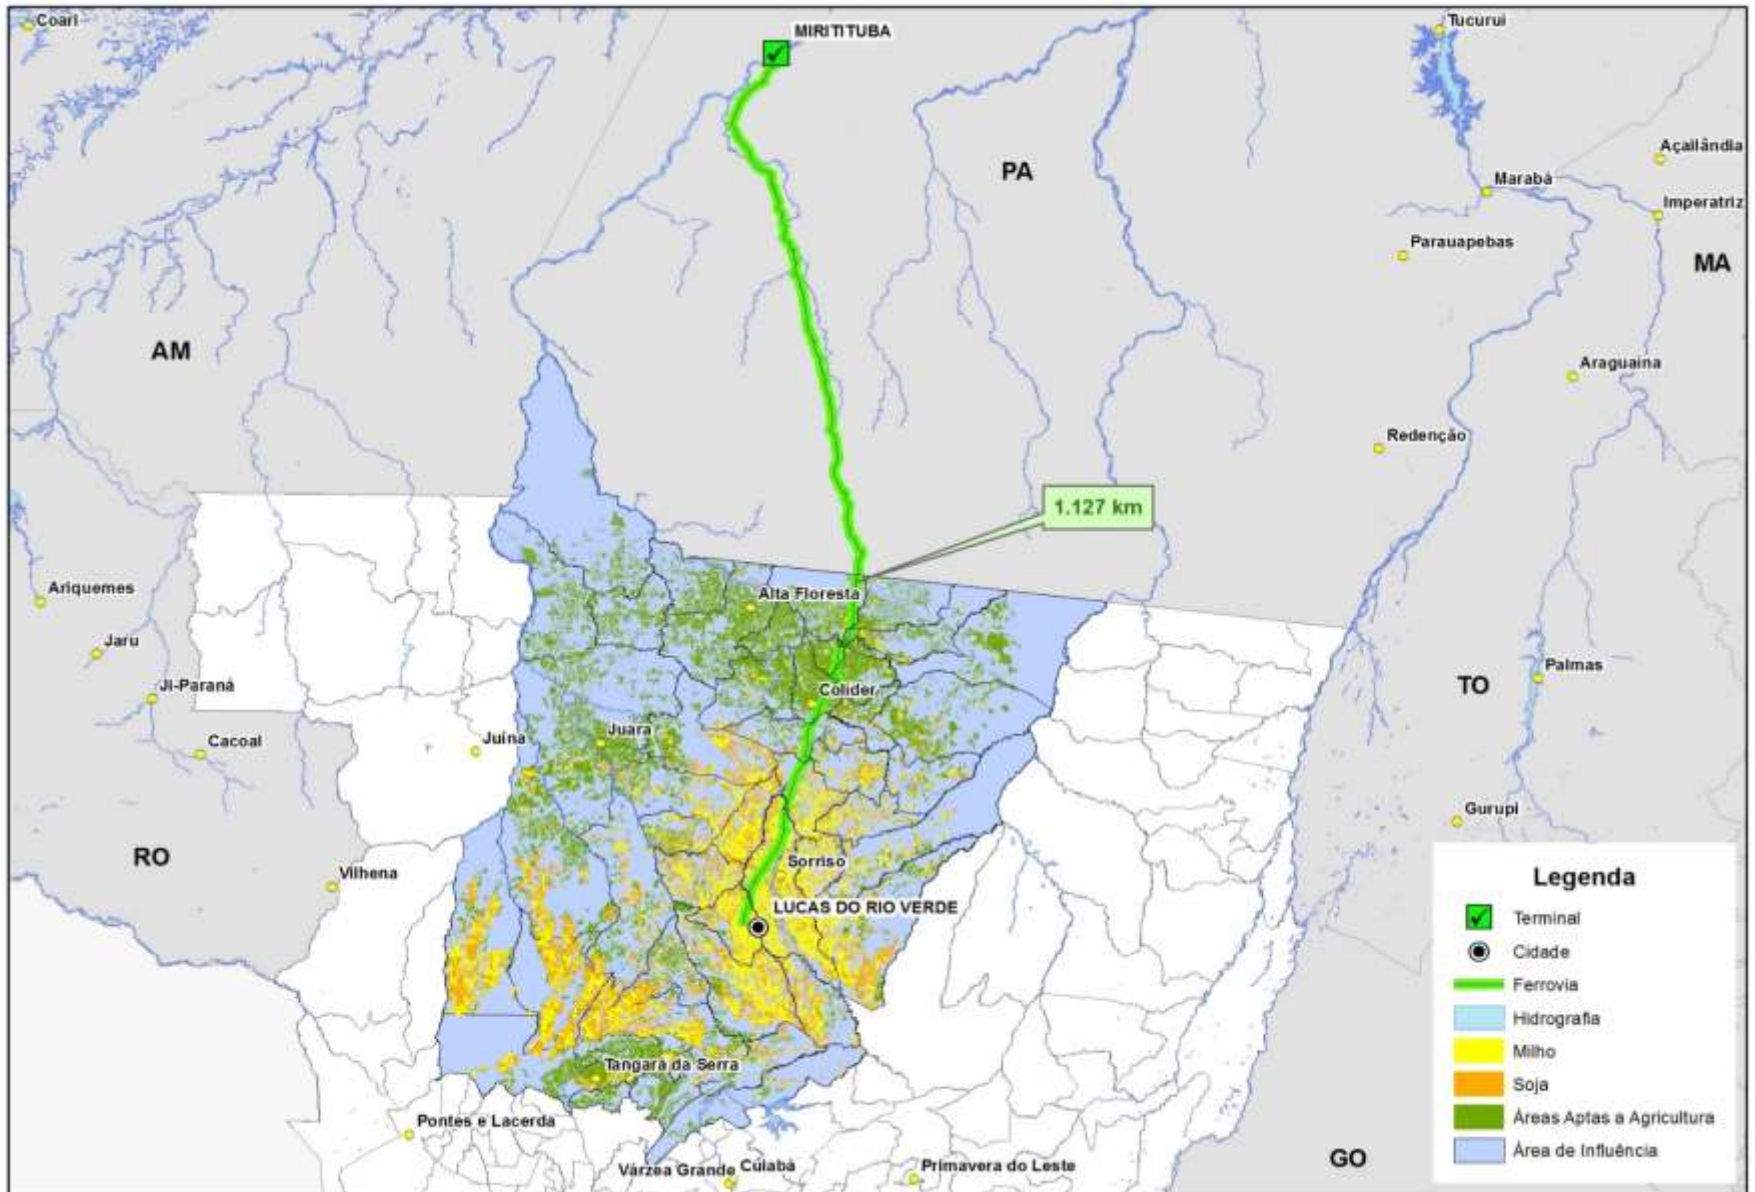 Coari
MIRITITUBA
Tucuruí
Açailândia
PA
Marabá
Imperatriz
Parauapebas
MA
AM
Araguaína
Redenção
1.127 km
Ariquemes
Alta Floresta
Jaru
Palmas
Ji-Paraná
Colíder
TO
Juara
Juína
Cacoal
Gurupi
RO
Sorriso
Vilhena
LUCAS DO RIO VERDE
Tangará da Serra
Pontes e Lacerda
Várzea Grande
Cuiabá
Primavera do Leste
GO
Legenda
Terminal
Cidade
Ferrovia
Hidrografia
Milho
Soja
Áreas Aptas a Agricultura
Área de Influência